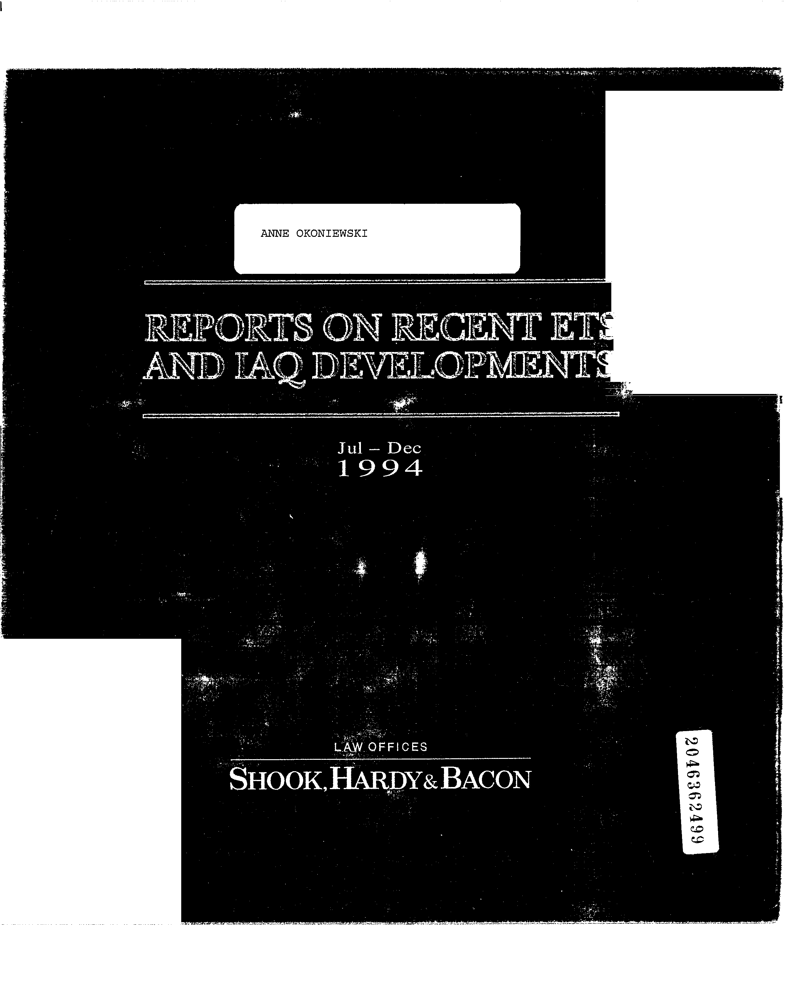 ANNE OKONIEWSKI
REPORTS ON RECENT ETS
AND IAQ DEVELOPMENTS
Jul – Dec
1994
LAW OFFICES
SHOOK, HARDY & BACON
2046362499